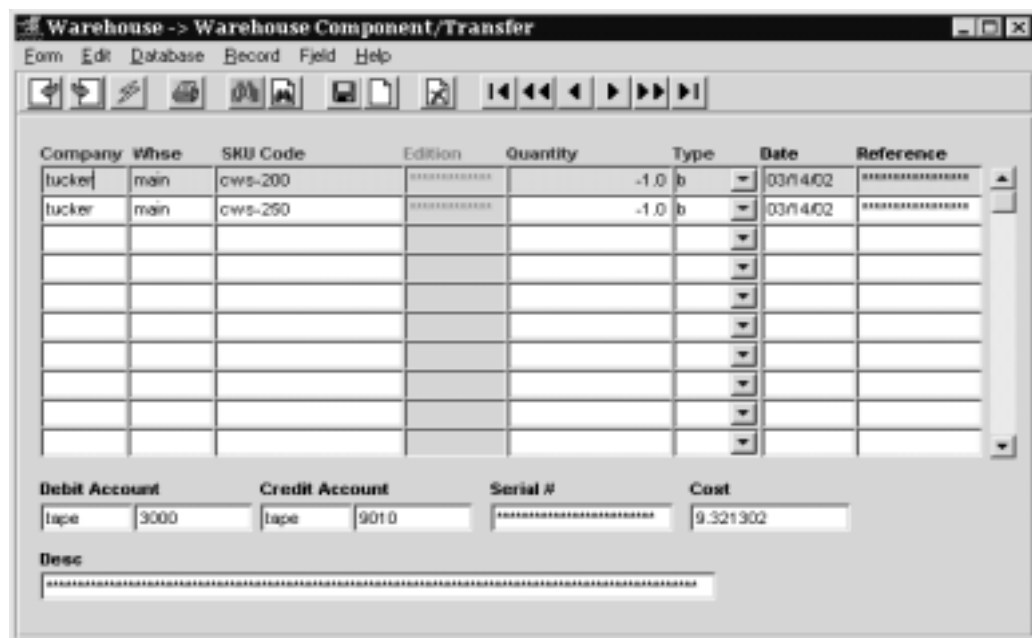 Warehouse -> Warehouse Component/Transfer
Form Edit Database Record Field Help
Company Whse SKU Code Edition Quantity Type Date Reference
tucker main cws-200 ************* -1.0 b 03/14/02 *****************
tucker main cws-250 ************* -1.0 b 03/14/02 *****************
Debit Account Credit Account Serial # Cost
tape 3000 tape 9010 ************************* 9.321302
Desc
********************************************************************************************************